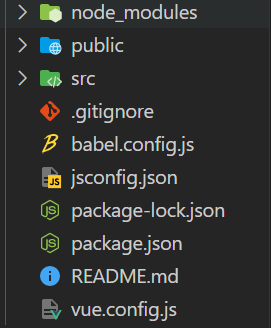 node_modules
public
src
.gitignore
babel.config.js
jsconfig.json
package-lock.json
package.json
README.md
vue.config.js